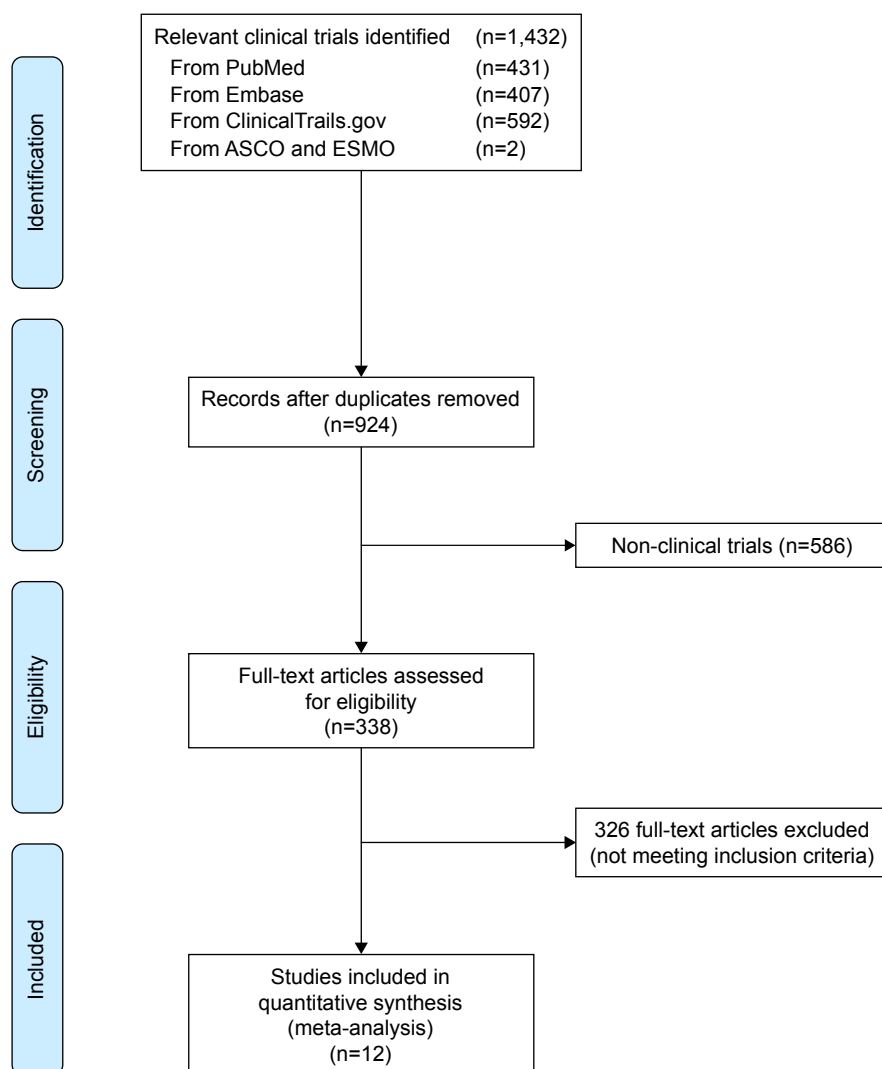 Relevant clinical trials identified (n=1,432)
From PubMed (n=431)
From Embase (n=407)
From ClinicalTrails.gov (n=592)
From ASCO and ESMO (n=2)
Identification
Screening
Records after duplicates removed
(n=924)
Non-clinical trials (n=586)
Eligibility
Full-text articles assessed
for eligibility
(n=338)
326 full-text articles excluded
(not meeting inclusion criteria)
Included
Studies included in
quantitative synthesis
(meta-analysis)
(n=12)